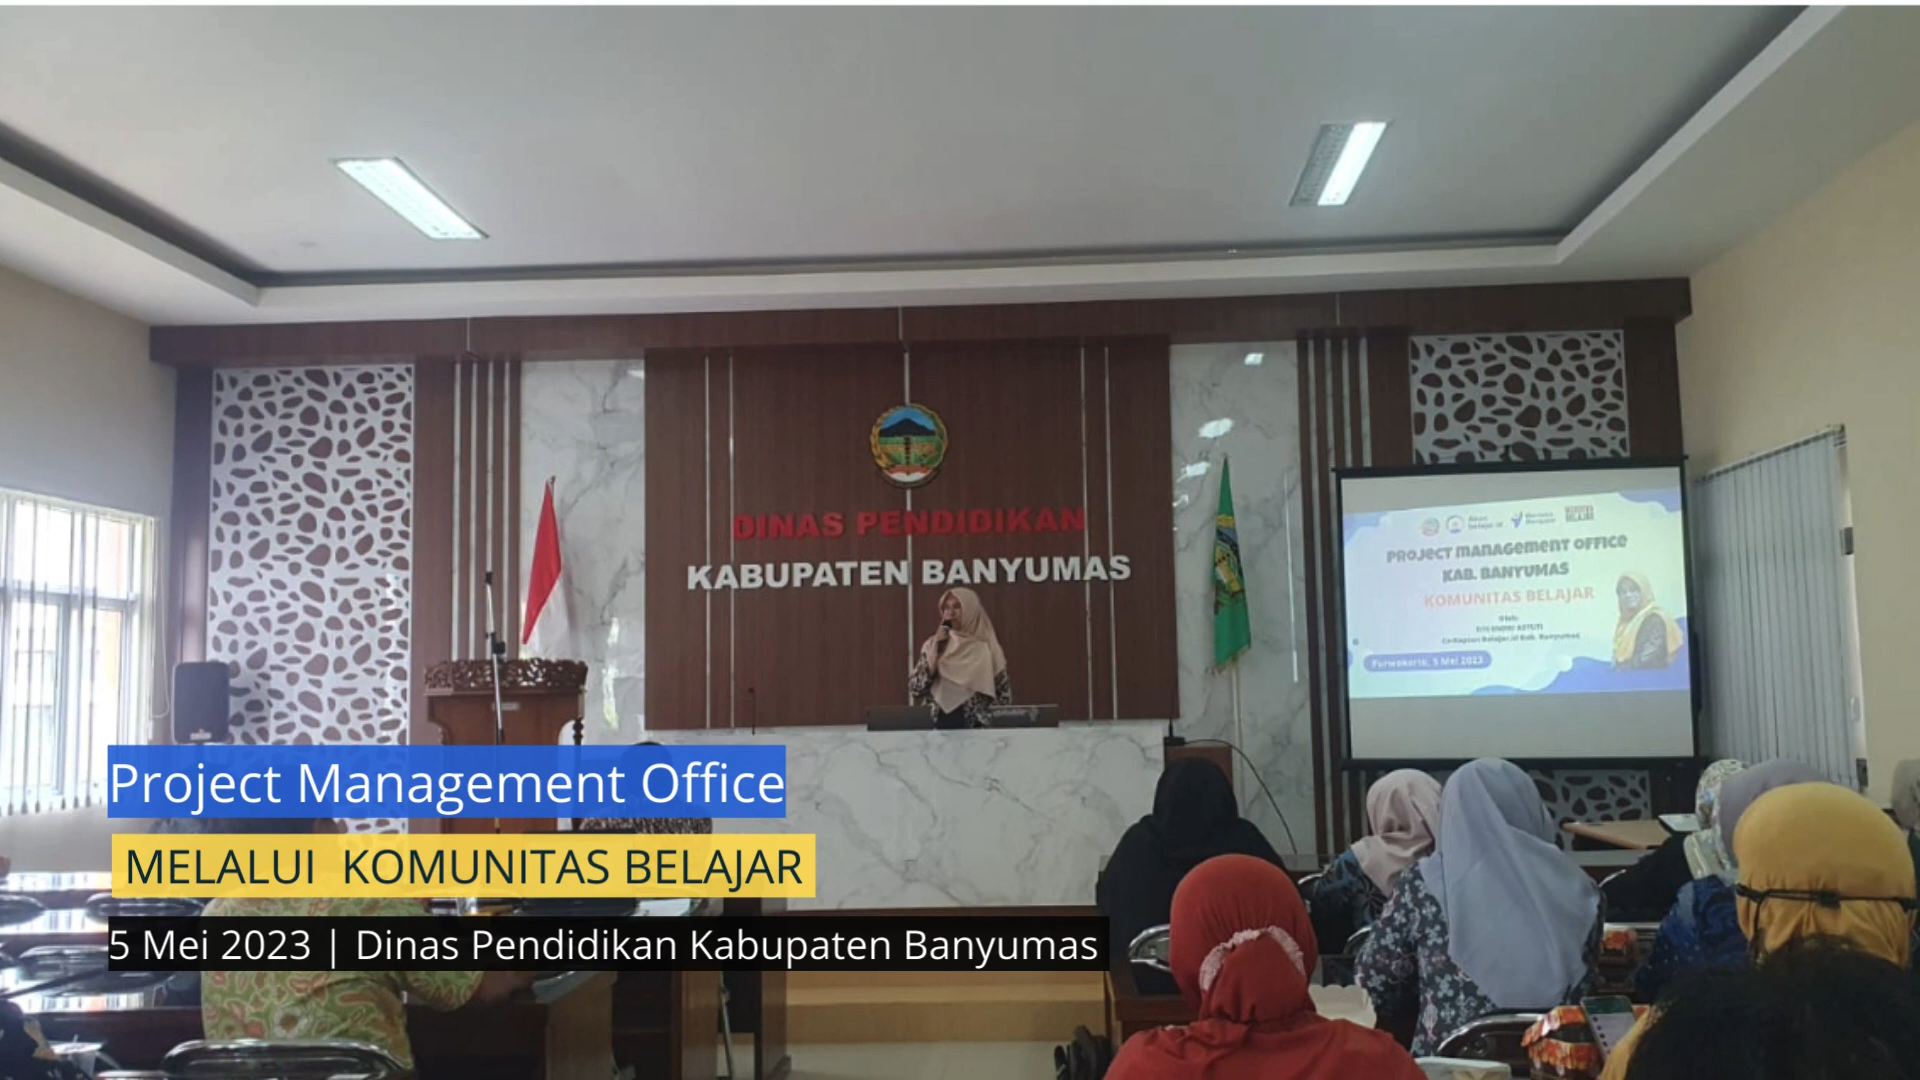 DINAS PENDIDIKAN
KABUPATEN BANYUMAS
PROJECT MANAGEMENT OFFICE
KAB. BANYUMAS
KOMUNITAS BELAJAR
Oleh:
Purwokerto, 5 Mei 2023
Project Management Office
MELALUI KOMUNITAS BELAJAR
5 Mei 2023 | Dinas Pendidikan Kabupaten Banyumas